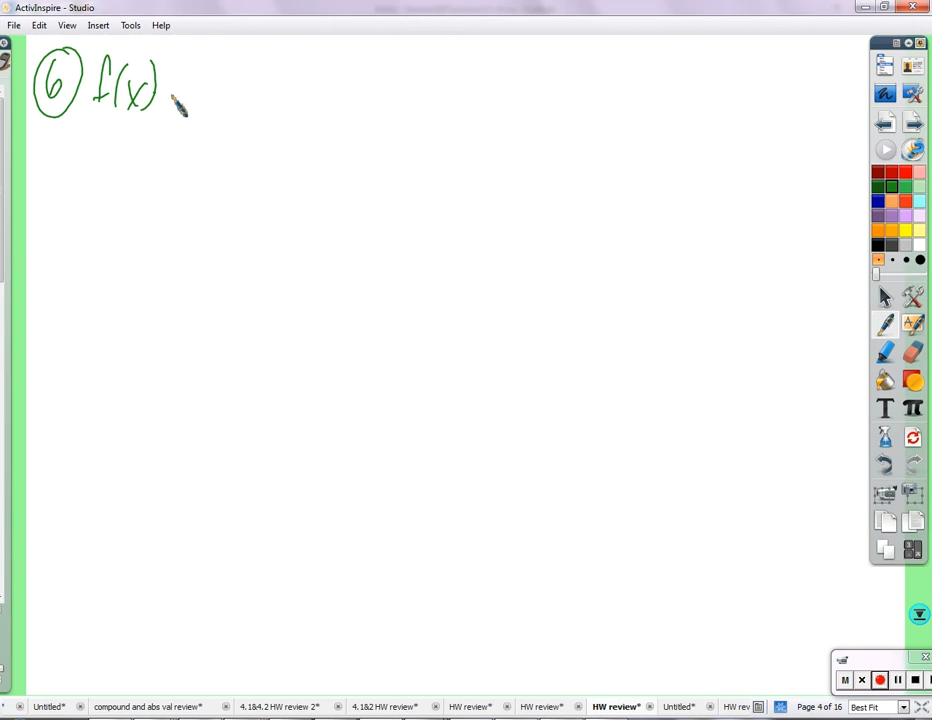 ActivInspire - Studio
File Edit View Insert Tools Help
6 f(x)
Untitled* compound and abs val review* 4.1&4.2 HW review 2* 4.1&2 HW review* HW review* HW review* HW review* Untitled* HW rev Page 4 of 16 Best Fit